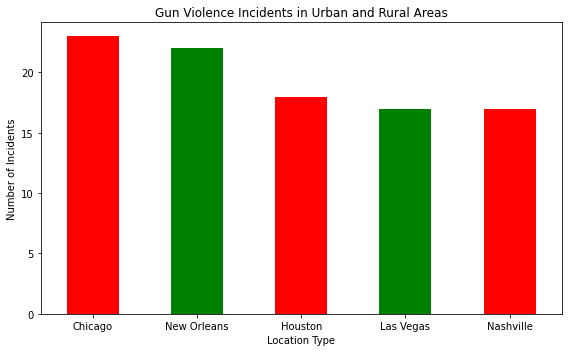 Gun Violence Incidents in Urban and Rural Areas
Number of Incidents
20
15
10
5
0
Chicago New Orleans Houston Las Vegas Nashville
Location Type